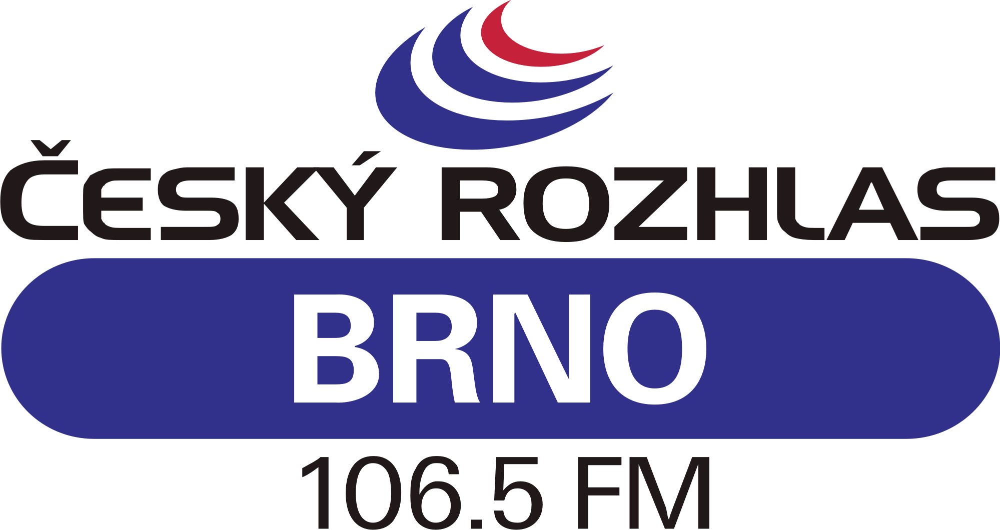 ČESKÝ ROZHLAS
BRNO
106.5 FM